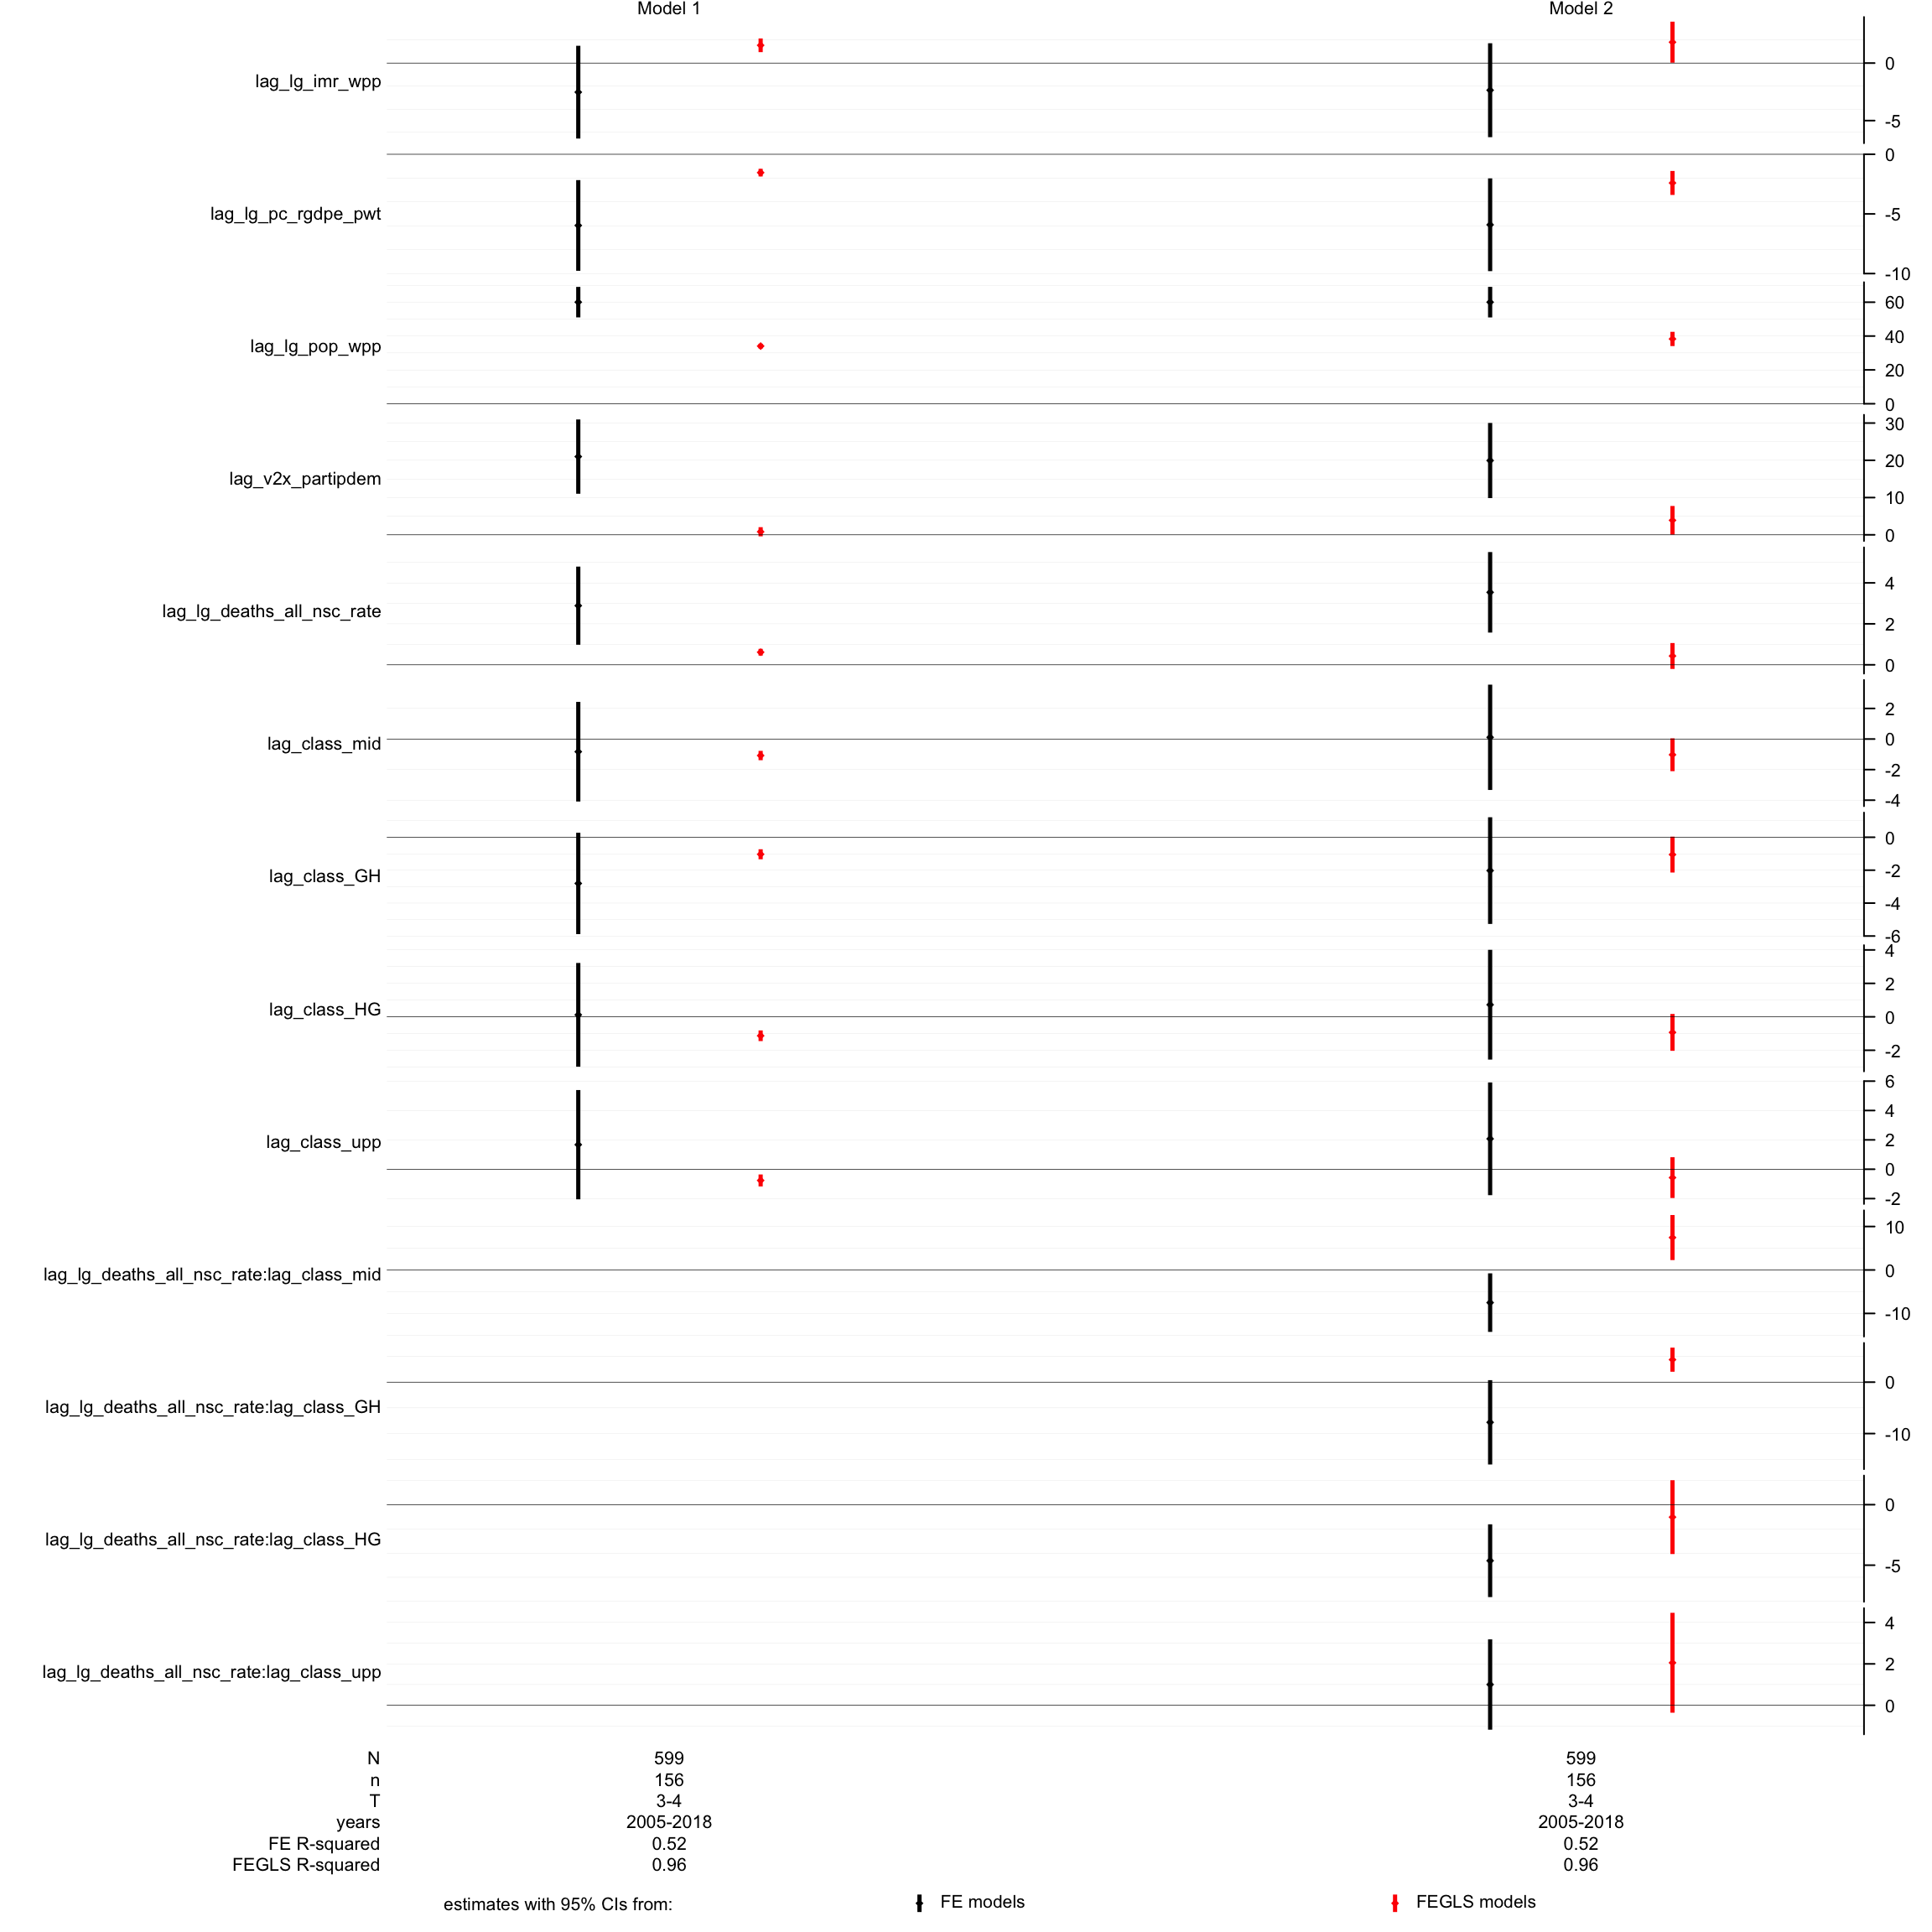 Model 1 Model 2
lag_lg_imr_wpp
0
-5
lag_lg_pc_rgdpe_pwt
0
-5
-10
lag_lg_pop_wpp
60
40
20
0
lag_v2x_partipdem
30
20
10
0
lag_lg_deaths_all_nsc_rate
4
2
0
lag_class_mid
2
0
-2
-4
lag_class_GH
0
-2
-4
-6
lag_class_HG
4
2
0
-2
lag_class_upp
6
4
2
0
-2
lag_lg_deaths_all_nsc_rate:lag_class_mid
10
0
-10
lag_lg_deaths_all_nsc_rate:lag_class_GH
0
-10
lag_lg_deaths_all_nsc_rate:lag_class_HG
0
-5
lag_lg_deaths_all_nsc_rate:lag_class_upp
4
2
0
N 599 599
n 156 156
T 3-4 3-4
years 2005-2018 2005-2018
FE R-squared 0.52 0.52
FEGLS R-squared 0.96 0.96
estimates with 95% CIs from: FE models FEGLS models